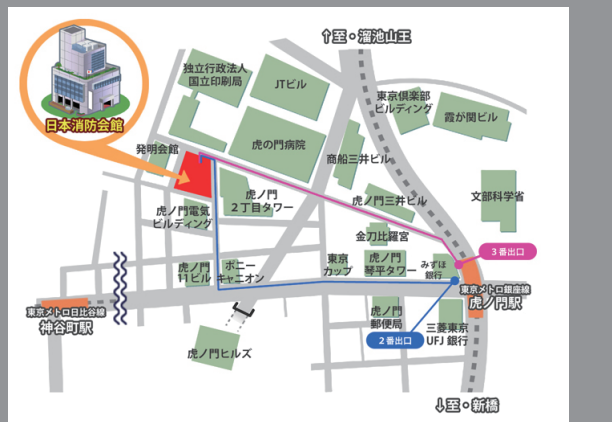 ↑至・溜池山王
独立行政法人
国立印刷局
JTビル
東京倶楽部
ビルディング
霞が関ビル
日本消防会館
発明会館
虎の門病院
商船三井ビル
文部科学省
虎ノ門
2丁目タワー
虎ノ門三井ビル
虎ノ門電気
ビルディング
金刀比羅宮
3番出口
虎ノ門
11ビル
ポニー
キャニオン
東京
カップ
虎ノ門
琴平タワー
みずほ
銀行
東京メトロ銀座線
虎ノ門駅
東京メトロ日比谷線
神谷町駅
虎ノ門
郵便局
2番出口
三菱東京
UFJ 銀行
虎ノ門ヒルズ
↓至・新橋